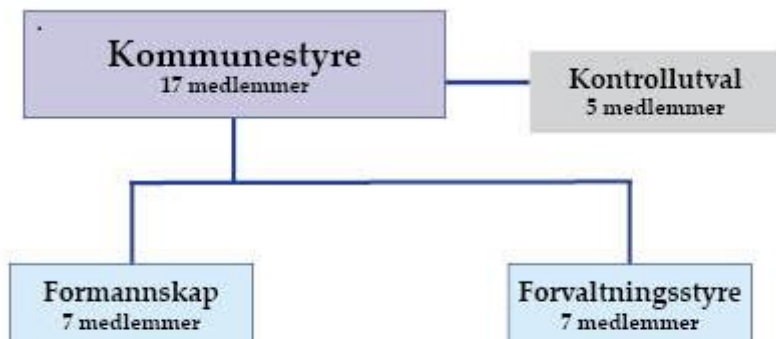 Kommunestyre
17 medlemmer
Kontrollutval
5 medlemmer
Formannskap
7 medlemmer
Forvaltningsstyre
7 medlemmer